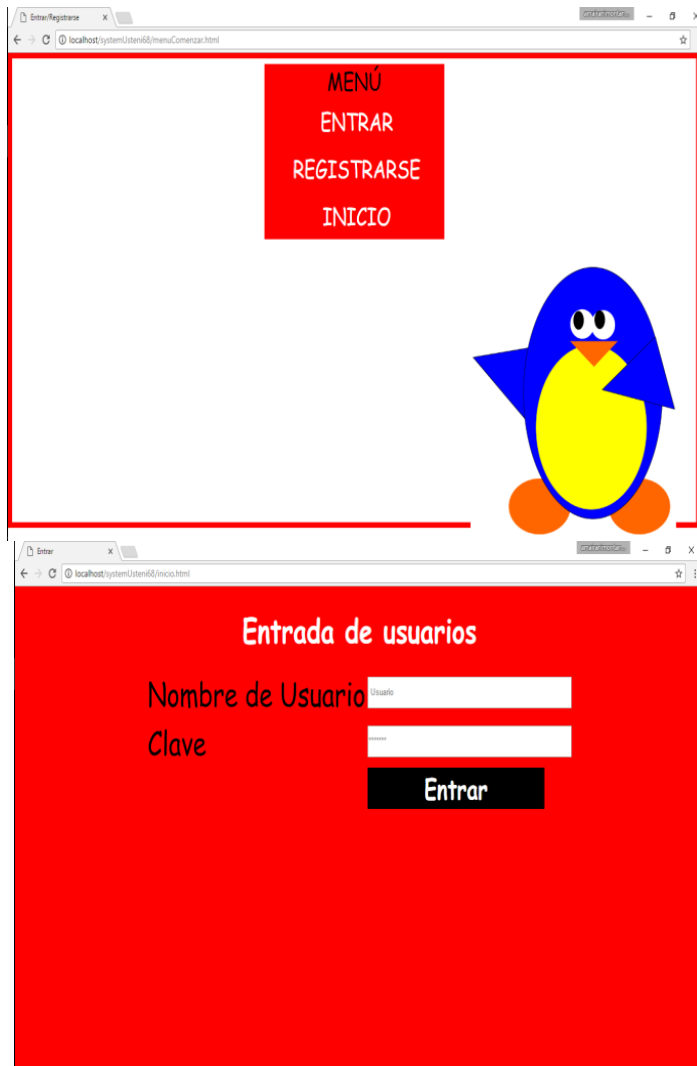 Entrar/Registrarse
localhost/systemUsteni68/menuComenzar.html
MENÚ
ENTRAR
REGISTRARSE
INICIO
Entrar
localhost/systemUsteni68/inicio.html
Entrada de usuarios
Nombre de Usuario Usuario
Clave
Entrar